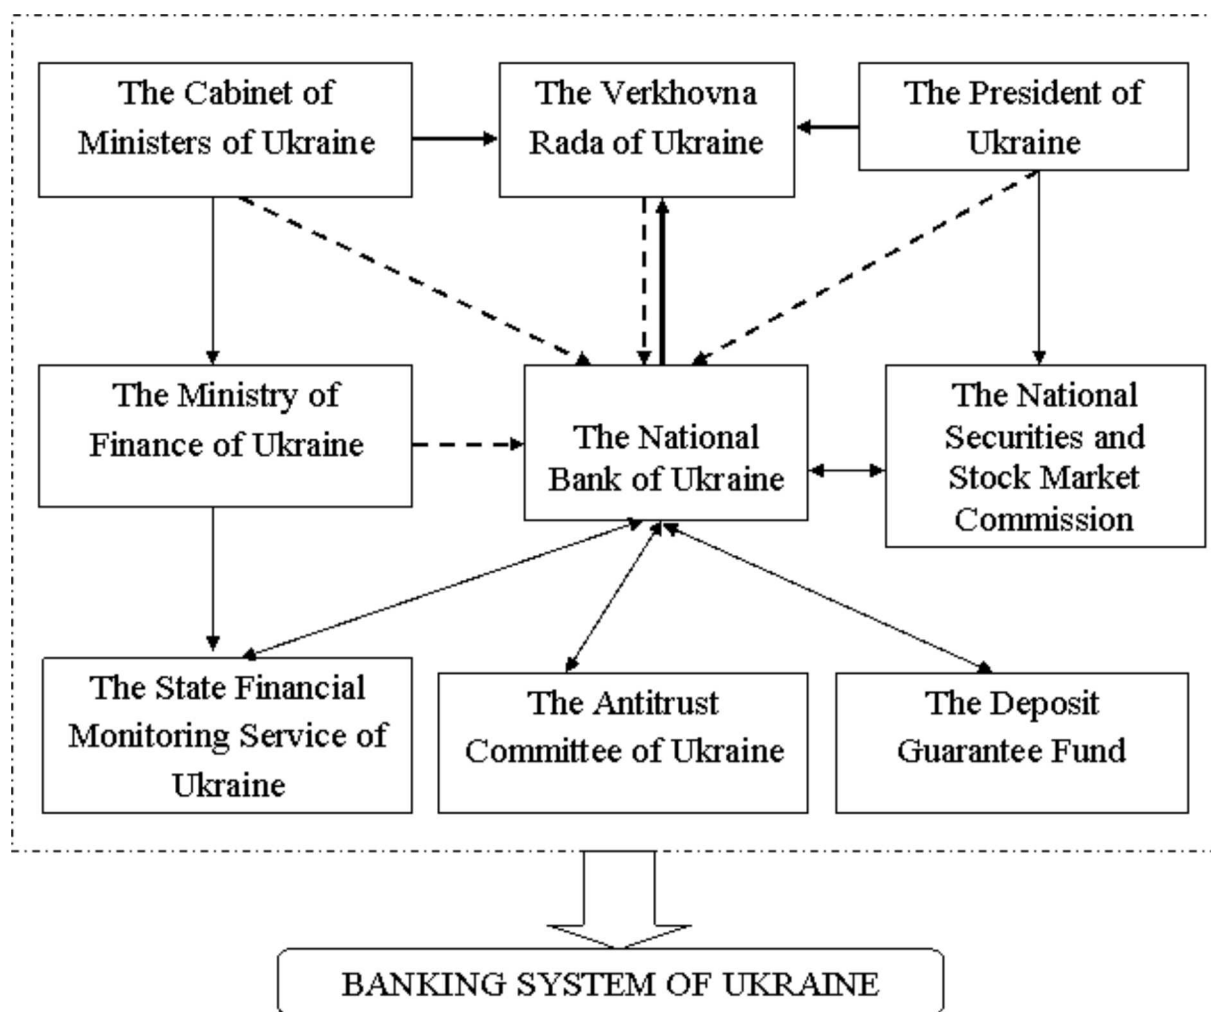 The Cabinet of
Ministers of Ukraine
The Verkhovna
Rada of Ukraine
The President of
Ukraine
The Ministry of
Finance of Ukraine
The National
Bank of Ukraine
The National
Securities and
Stock Market
Commission
The State Financial
Monitoring Service of
Ukraine
The Antitrust
Committee of Ukraine
The Deposit
Guarantee Fund
BANKING SYSTEM OF UKRAINE